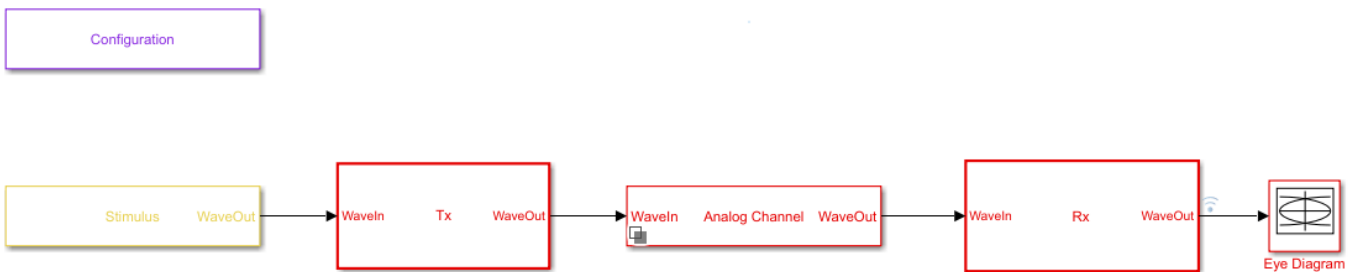 Configuration
Stimulus WaveOut
WaveIn Tx WaveOut
WaveIn Analog Channel WaveOut
WaveIn Rx WaveOut
Eye Diagram